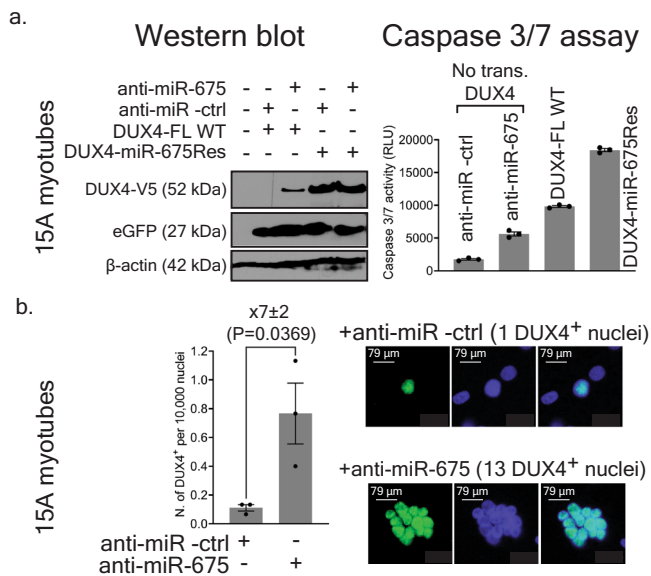 a.
Western blot
Caspase 3/7 assay
15A myotubes
anti-miR-675 - - + - +
anti-miR -ctrl - + - + -
DUX4-FL WT - + + - -
DUX4-miR-675Res - - - + +
DUX4-V5 (52 kDa)
eGFP (27 kDa)
β-actin (42 kDa)
No trans.
DUX4
anti-miR -ctrl
anti-miR-675
DUX4-FL WT
DUX4-miR-675Res
Caspase 3/7 activity (RLU)
20000
15000
10000
5000
0
b.
15A myotubes
x7±2
(P=0.0369)
N. of DUX4⁺ per 10,000 nuclei
1.2
1.0
0.8
0.6
0.4
0.2
0.0
anti-miR -ctrl + -
anti-miR-675 - +
+anti-miR -ctrl (1 DUX4⁺ nuclei)
79 µm 79 µm 79 µm
+anti-miR-675 (13 DUX4⁺ nuclei)
79 µm 79 µm 79 µm